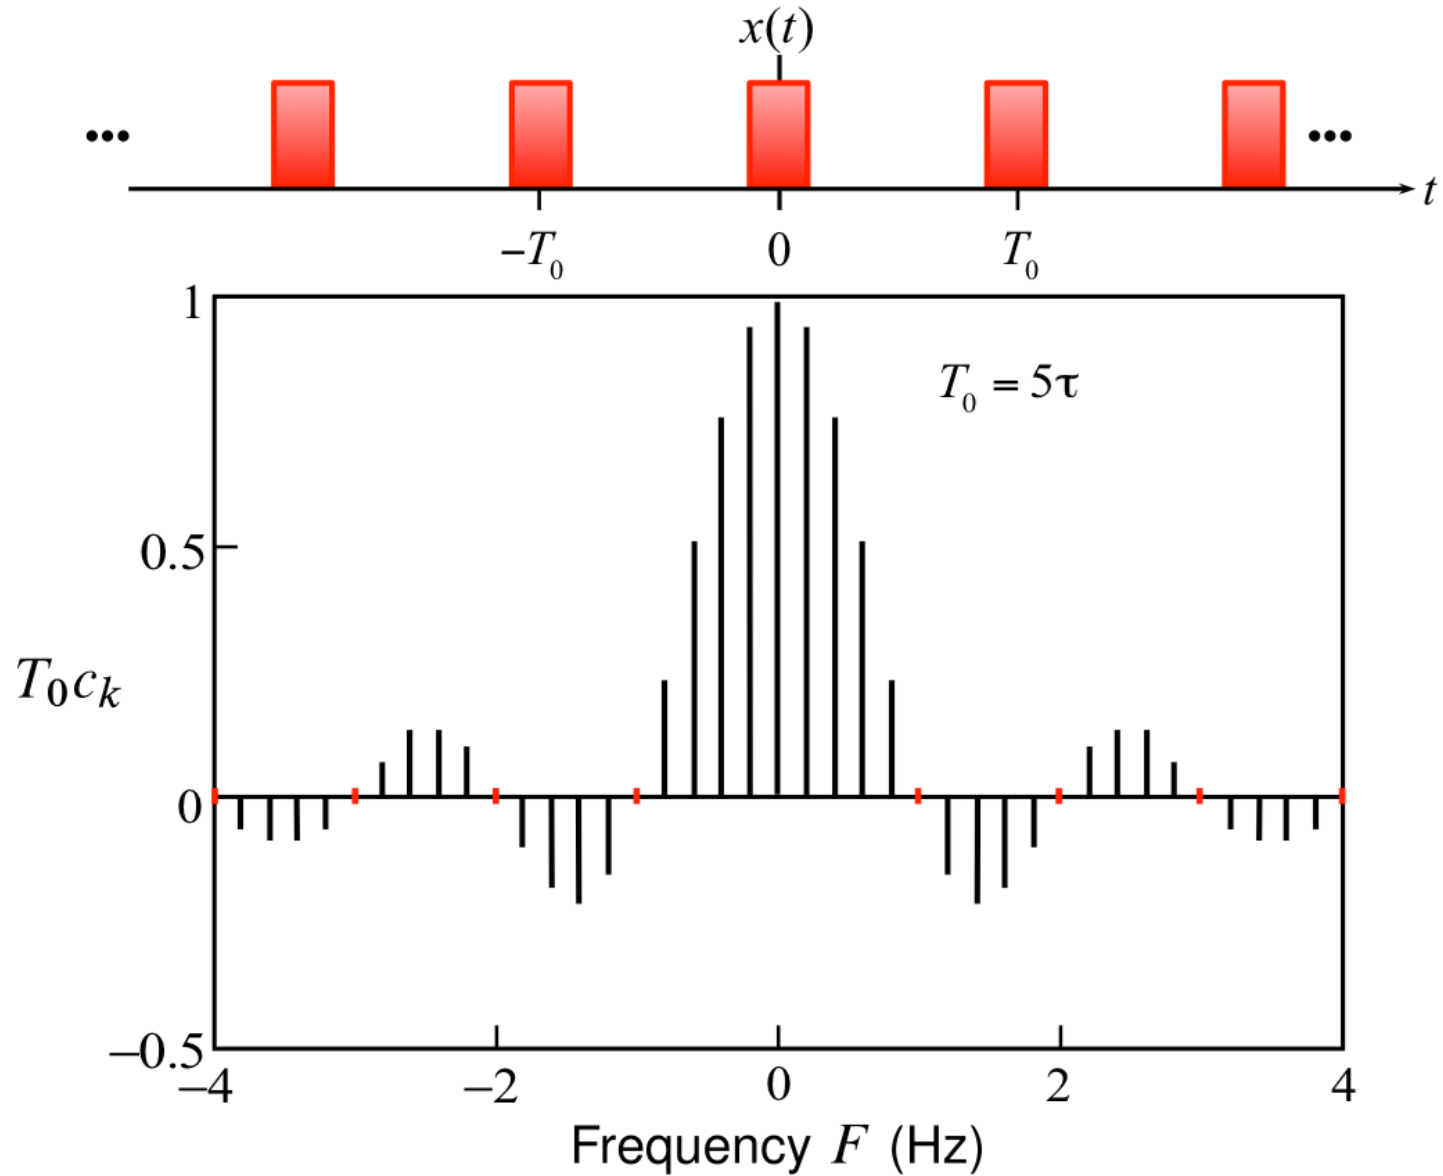 x(t)
••• •••
t
–T₀ 0 T₀
1
T₀ = 5τ
0.5
T₀cₖ
0
–0.5
–4 –2 0 2 4
Frequency F (Hz)